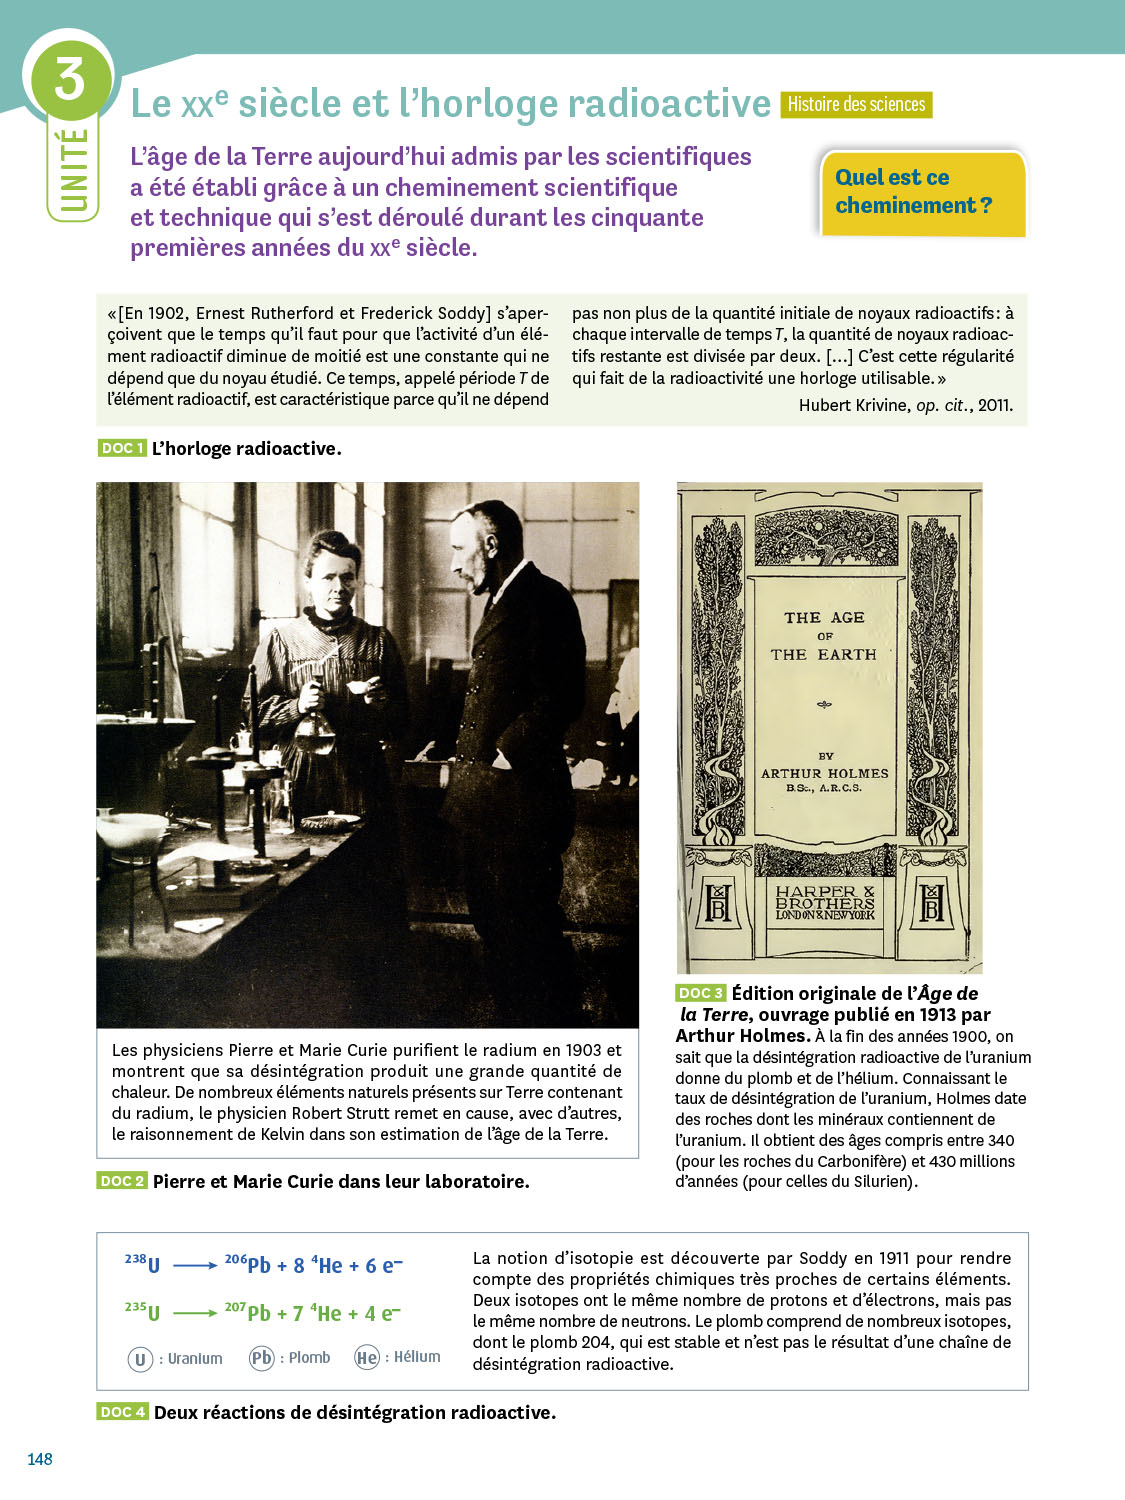 3
UNITÉ
Le XXe siècle et l’horloge radioactive Histoire des sciences
L’âge de la Terre aujourd’hui admis par les scientifiques
a été établi grâce à un cheminement scientifique
et technique qui s’est déroulé durant les cinquante
premières années du XXe siècle.
Quel est ce
cheminement ?
« [En 1902, Ernest Rutherford et Frederick Soddy] s’aper-
çoivent que le temps qu’il faut pour que l’activité d’un élé-
ment radioactif diminue de moitié est une constante qui ne
dépend que du noyau étudié. Ce temps, appelé période T de
l’élément radioactif, est caractéristique parce qu’il ne dépend
pas non plus de la quantité initiale de noyaux radioactifs : à
chaque intervalle de temps T, la quantité de noyaux radioac-
tifs restante est divisée par deux. [...] C’est cette régularité
qui fait de la radioactivité une horloge utilisable. »
Hubert Krivine, op. cit., 2011.
DOC 1 L’horloge radioactive.
THE AGE
OF
THE EARTH
BY
ARTHUR HOLMES
B.Sc., A.R.C.S.
H&B
HARPER &
BROTHERS
LONDON & NEW YORK
H&B
Les physiciens Pierre et Marie Curie purifient le radium en 1903 et
montrent que sa désintégration produit une grande quantité de
chaleur. De nombreux éléments naturels présents sur Terre contenant
du radium, le physicien Robert Strutt remet en cause, avec d’autres,
le raisonnement de Kelvin dans son estimation de l’âge de la Terre.
DOC 2 Pierre et Marie Curie dans leur laboratoire.
DOC 3 Édition originale de l’Âge de
la Terre, ouvrage publié en 1913 par
Arthur Holmes. À la fin des années 1900, on
sait que la désintégration radioactive de l’uranium
donne du plomb et de l’hélium. Connaissant le
taux de désintégration de l’uranium, Holmes date
des roches dont les minéraux contiennent de
l’uranium. Il obtient des âges compris entre 340
(pour les roches du Carbonifère) et 430 millions
d’années (pour celles du Silurien).
²³⁸U ⟶ ²⁰⁶Pb + 8 ⁴He + 6 e⁻
²³⁵U ⟶ ²⁰⁷Pb + 7 ⁴He + 4 e⁻
U : Uranium Pb : Plomb He : Hélium
La notion d’isotopie est découverte par Soddy en 1911 pour rendre
compte des propriétés chimiques très proches de certains éléments.
Deux isotopes ont le même nombre de protons et d’électrons, mais pas
le même nombre de neutrons. Le plomb comprend de nombreux isotopes,
dont le plomb 204, qui est stable et n’est pas le résultat d’une chaîne de
désintégration radioactive.
DOC 4 Deux réactions de désintégration radioactive.
148